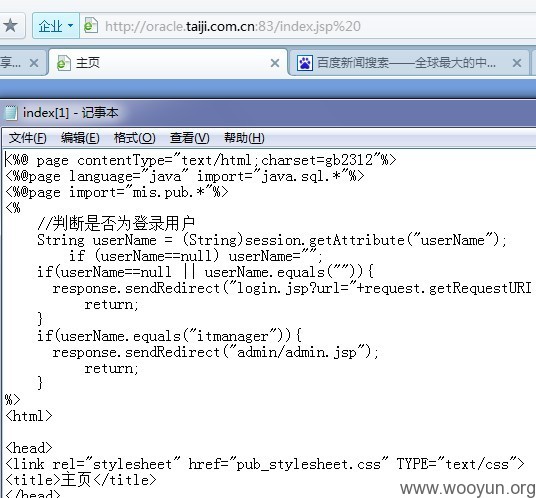 企业 http://oracle.taiji.com.cn:83/index.jsp%20
享... 主页 百度新闻搜索——全球最大的中...
index[1] - 记事本
文件(F) 编辑(E) 格式(O) 查看(V) 帮助(H)
<%@ page contentType="text/html;charset=gb2312"%>
<%@page language="java" import="java.sql.*"%>
<%@page import="mis.pub.*"%>
<%
//判断是否为登录用户
String userName = (String)session.getAttribute("userName");
if (userName==null) userName="";
if(userName==null || userName.equals("")){
response.sendRedirect("login.jsp?url="+request.getRequestURI
return;
}
if(userName.equals("itmanager")){
response.sendRedirect("admin/admin.jsp");
return;
}
%>
<html>
<head>
<link rel="stylesheet" href="pub_stylesheet.css" TYPE="text/css">
<title>主页</title>
</head>
www.wooyun.org